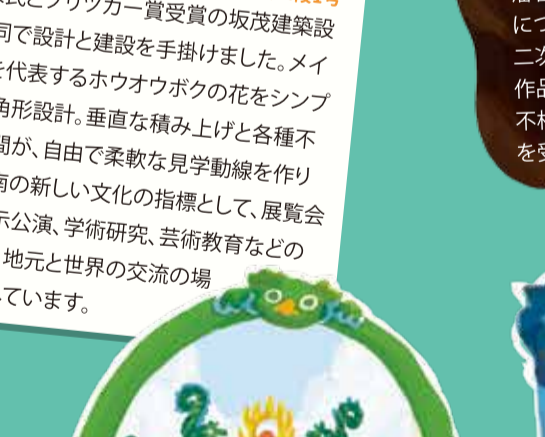 氏とプリツカー賞受賞の坂茂建築設
同で設計と建設を手掛けました。メイ
を代表するホウオウボクの花をシンプ
角形設計。垂直な積み上げと各種不
間が、自由で柔軟な見学動線を作り
南の新しい文化の指標として、展覧会
示公演、学術研究、芸術教育などの
地元と世界の交流の場
ています。
につ
二次
作品
不
を受